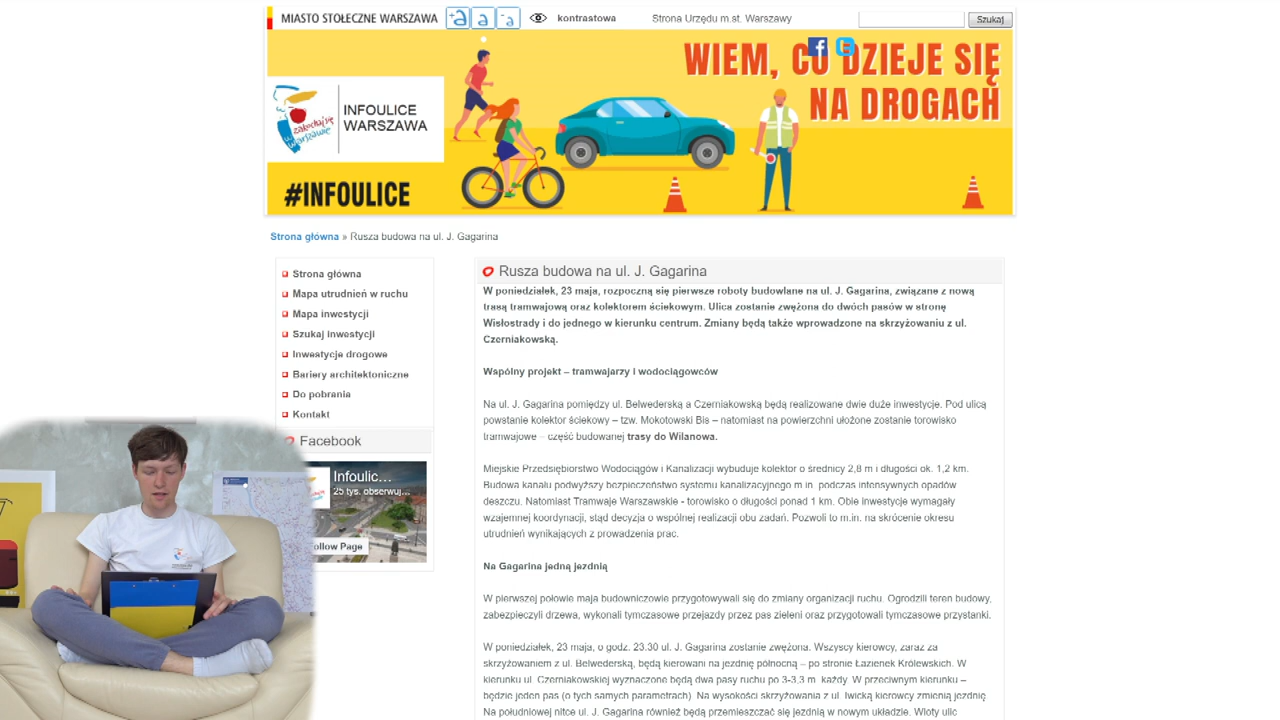 MIASTO STOŁECZNE WARSZAWA
+a a -a
kontrastowa
Strona Urzędu m.st. Warszawy
Szukaj
WIEM, CO DZIEJE SIĘ
NA DROGACH
zakochaj się
w Warszawie
INFOULICE
WARSZAWA
#INFOULICE
Strona główna » Rusza budowa na ul. J. Gagarina
Strona główna
Mapa utrudnień w ruchu
Mapa inwestycji
Szukaj inwestycji
Inwestycje drogowe
Bariery architektoniczne
Do pobrania
Kontakt
Facebook
Infulic…
25 tys. obserwuj…
ollow Page
Rusza budowa na ul. J. Gagarina
W poniedziałek, 23 maja, rozpoczną się pierwsze roboty budowlane na ul. J. Gagarina, związane z nową
trasą tramwajową oraz kolektorem ściekowym. Ulica zostanie zwężona do dwóch pasów w stronę
Wisłostrady i do jednego w kierunku centrum. Zmiany będą także wprowadzone na skrzyżowaniu z ul.
Czerniakowską.
Wspólny projekt – tramwajarzy i wodociągowców
Na ul. J. Gagarina pomiędzy ul. Belwederską a Czerniakowską będą realizowane dwie duże inwestycje. Pod ulicą
powstanie kolektor ściekowy – tzw. Mokotowski Bis – natomiast na powierzchni ułożone zostanie torowisko
tramwajowe – część budowanej trasy do Wilanowa.
Miejskie Przedsiębiorstwo Wodociągów i Kanalizacji wybuduje kolektor o średnicy 2,8 m i długości ok. 1,2 km.
Budowa kanału podwyższy bezpieczeństwo systemu kanalizacyjnego m.in. podczas intensywnych opadów
deszczu. Natomiast Tramwaje Warszawskie - torowisko o długości ponad 1 km. Obie inwestycje wymagały
wzajemnej koordynacji, stąd decyzja o wspólnej realizacji obu zadań. Pozwoli to m.in. na skrócenie okresu
utrudnień wynikających z prowadzenia prac.
Na Gagarina jedną jezdnią
W pierwszej połowie maja budowniczowie przygotowywali się do zmiany organizacji ruchu. Ogrodzili teren budowy,
zabezpieczyli drzewa, wykonali tymczasowe przejazdy przez pas zieleni oraz przygotowali tymczasowe przystanki.
W poniedziałek, 23 maja, o godz. 23.30 ul. J. Gagarina zostanie zwężona. Wszyscy kierowcy, zaraz za
skrzyżowaniem z ul. Belwederską, będą kierowani na jezdnię północną – po stronie Łazienek Królewskich. W
kierunku ul. Czerniakowskiej wyznaczone będą dwa pasy ruchu po 3-3,3 m. każdy. W przeciwnym kierunku –
będzie jeden pas (o tych samych parametrach). Na wysokości skrzyżowania z ul. Iwicką kierowcy zmienią jezdnię.
Na południowej nitce ul. J. Gagarina również będą przemieszczać się jezdnią w nowym układzie. Wloty ulic